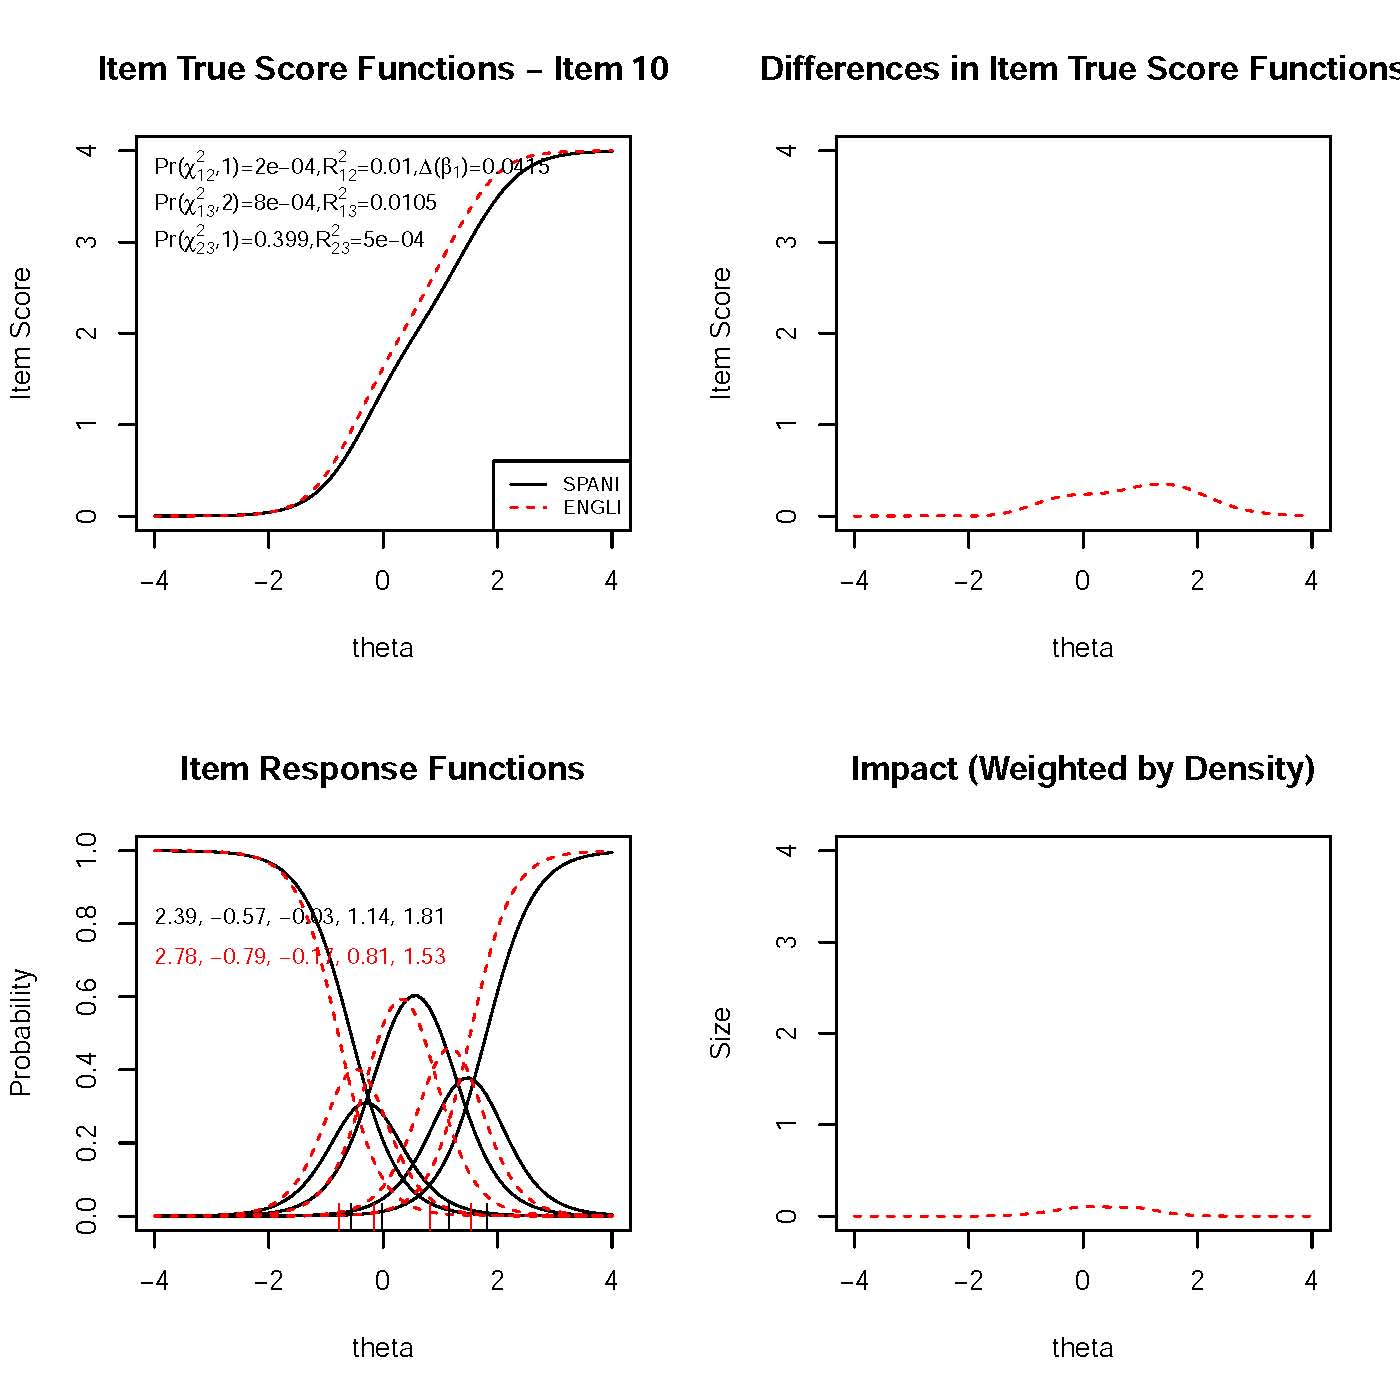 Item True Score Functions − Item 10
Pr(χ²₁₂,1)=2e−04,R²₁₂=0.01,Δ(β₁)=0.0415
Pr(χ²₁₃,2)=8e−04,R²₁₃=0.0105
Pr(χ²₂₃,1)=0.399,R²₂₃=5e−04
Item Score
4
3
2
1
0
SPANI
ENGLI
−4 −2 0 2 4
theta
Differences in Item True Score Functions
Item Score
4
3
2
1
0
−4 −2 0 2 4
theta
Item Response Functions
2.39, −0.57, −0.03, 1.14, 1.81
2.78, −0.79, −0.17, 0.81, 1.53
Probability
1.0
0.8
0.6
0.4
0.2
0.0
−4 −2 0 2 4
theta
Impact (Weighted by Density)
Size
4
3
2
1
0
−4 −2 0 2 4
theta